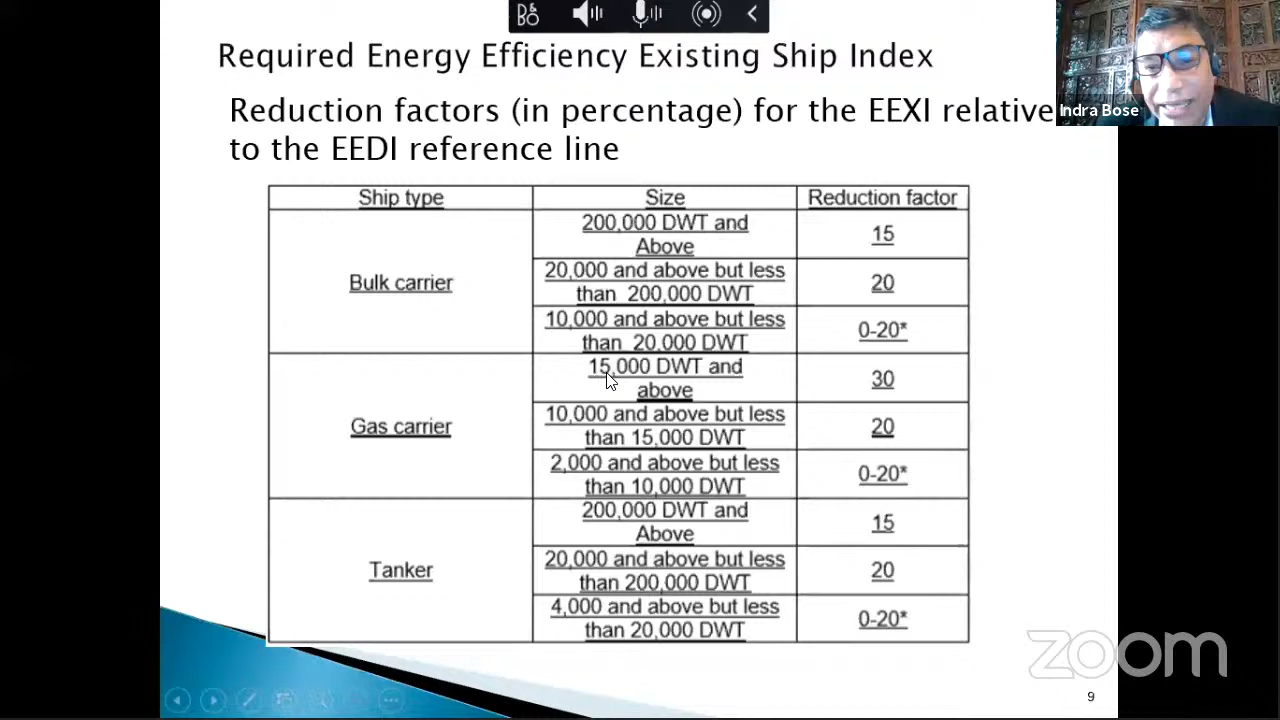 B&O
Required Energy Efficiency Existing Ship Index
Indra Bose
Reduction factors (in percentage) for the EEXI relative
to the EEDI reference line
Ship type Size Reduction factor
Bulk carrier
200,000 DWT and
Above
15
20,000 and above but less
than 200,000 DWT
20
10,000 and above but less
than 20,000 DWT
0-20*
Gas carrier
15,000 DWT and
above
30
10,000 and above but less
than 15,000 DWT
20
2,000 and above but less
than 10,000 DWT
0-20*
Tanker
200,000 DWT and
Above
15
20,000 and above but less
than 200,000 DWT
20
4,000 and above but less
than 20,000 DWT
0-20*
zoom
9